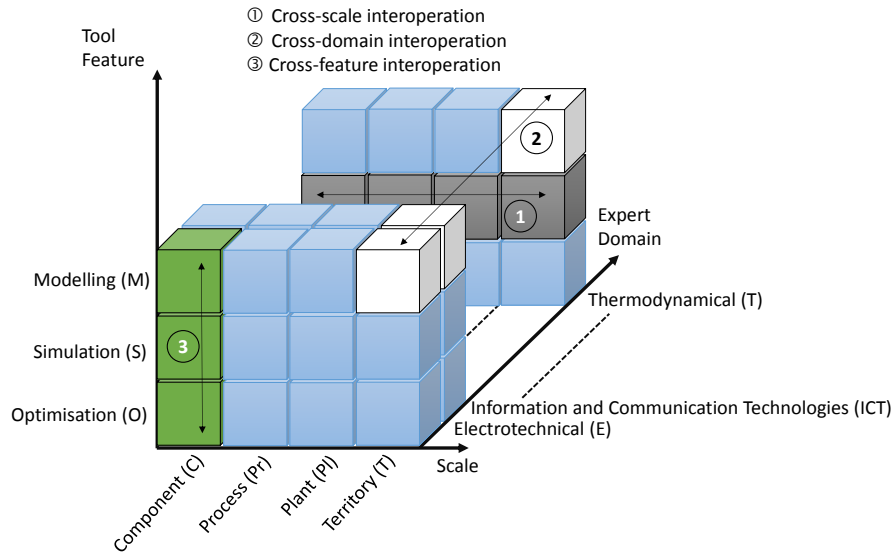 ① Cross-scale interoperation
② Cross-domain interoperation
③ Cross-feature interoperation
Tool
Feature
2
1
Expert
Domain
Modelling (M)
Thermodynamical (T)
Simulation (S)
3
Optimisation (O)
Information and Communication Technologies (ICT)
Electrotechnical (E)
Scale
Component (C)
Process (Pr)
Plant (Pl)
Territory (T)